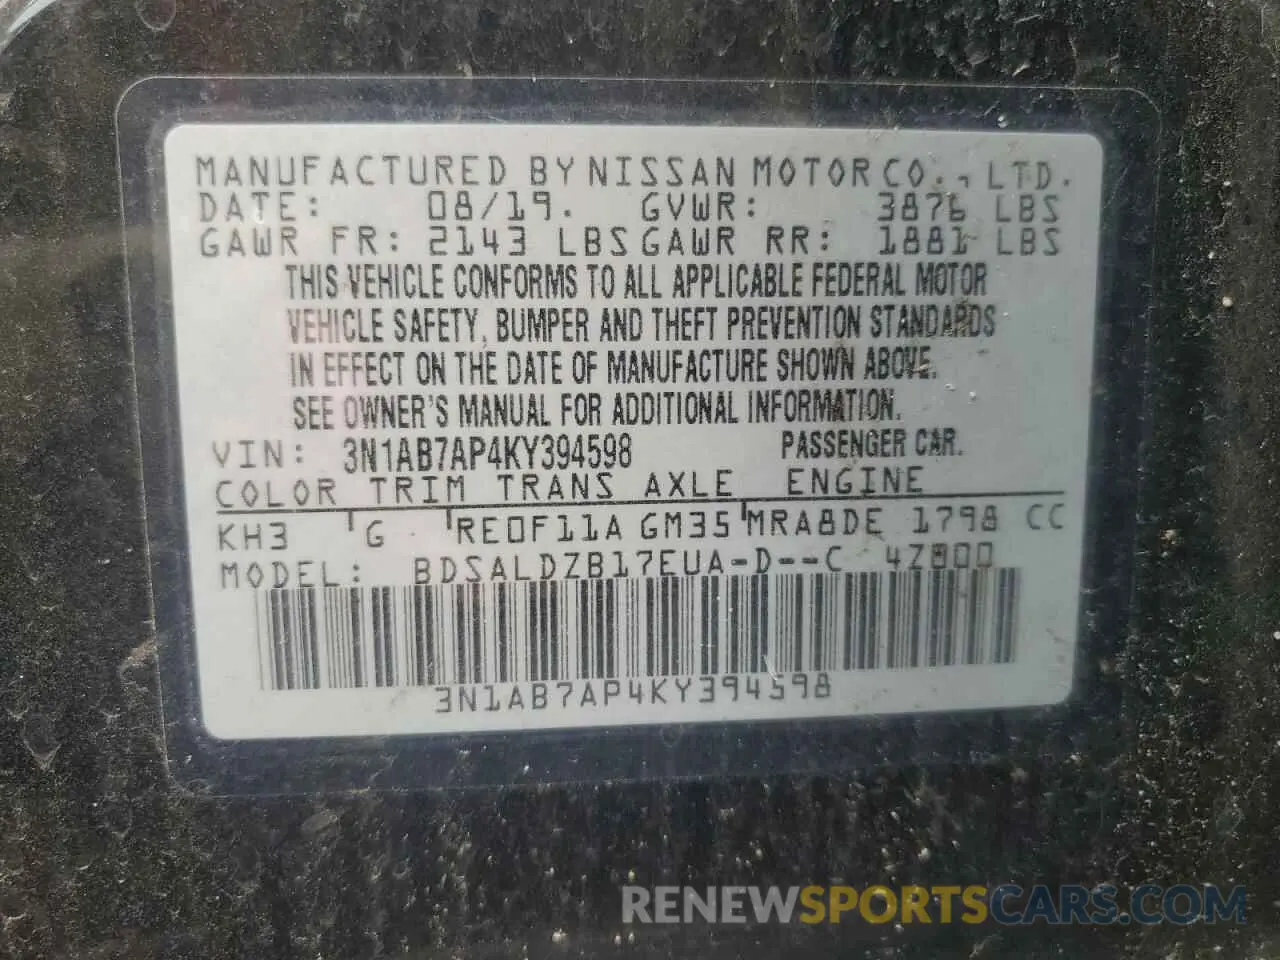 MANUFACTURED BY NISSAN MOTOR CO., LTD.
DATE: 08/19. GVWR: 3876 LBS
GAWR FR: 2143 LBS GAWR RR: 1881 LBS
THIS VEHICLE CONFORMS TO ALL APPLICABLE FEDERAL MOTOR
VEHICLE SAFETY, BUMPER AND THEFT PREVENTION STANDARDS
IN EFFECT ON THE DATE OF MANUFACTURE SHOWN ABOVE.
SEE OWNER'S MANUAL FOR ADDITIONAL INFORMATION.
VIN: 3N1AB7AP4KY394598 PASSENGER CAR.
COLOR TRIM TRANS AXLE ENGINE
KH3 G RE0F11A GM35 MRA8DE 1798 CC
MODEL: BDSALDZB17EUA-D--C 4Z800
3N1AB7AP4KY394598
RENEWSPORTSCARS.COM